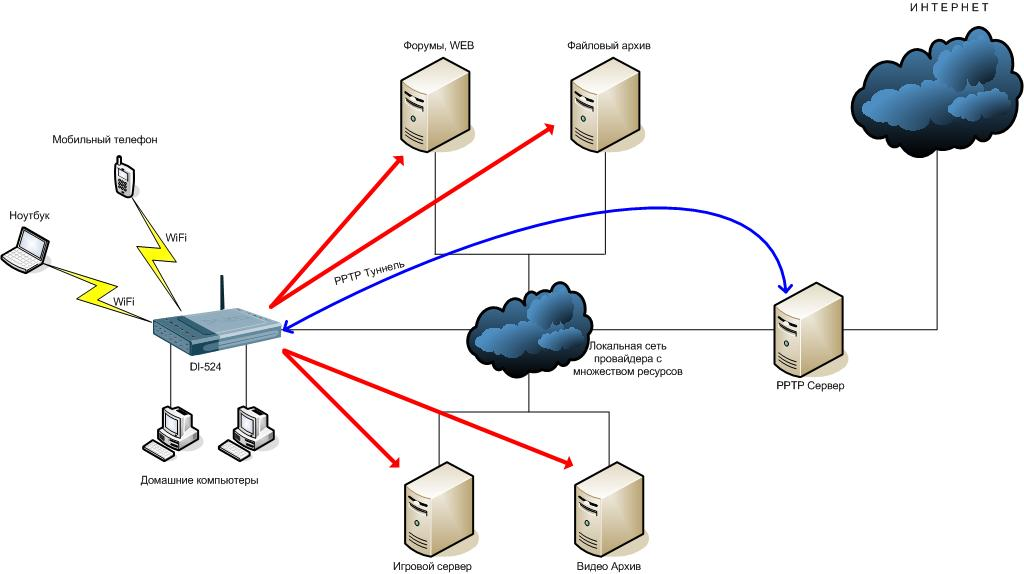 ИНТЕРНЕТ
Форумы, WEB
Файловый архив
Мобильный телефон
Ноутбук
WiFi
WiFi
PPTP Туннель
DI-524
Локальная сеть
провайдера с
множеством ресурсов
PPTP Сервер
Домашние компьютеры
Игровой сервер
Видео Архив